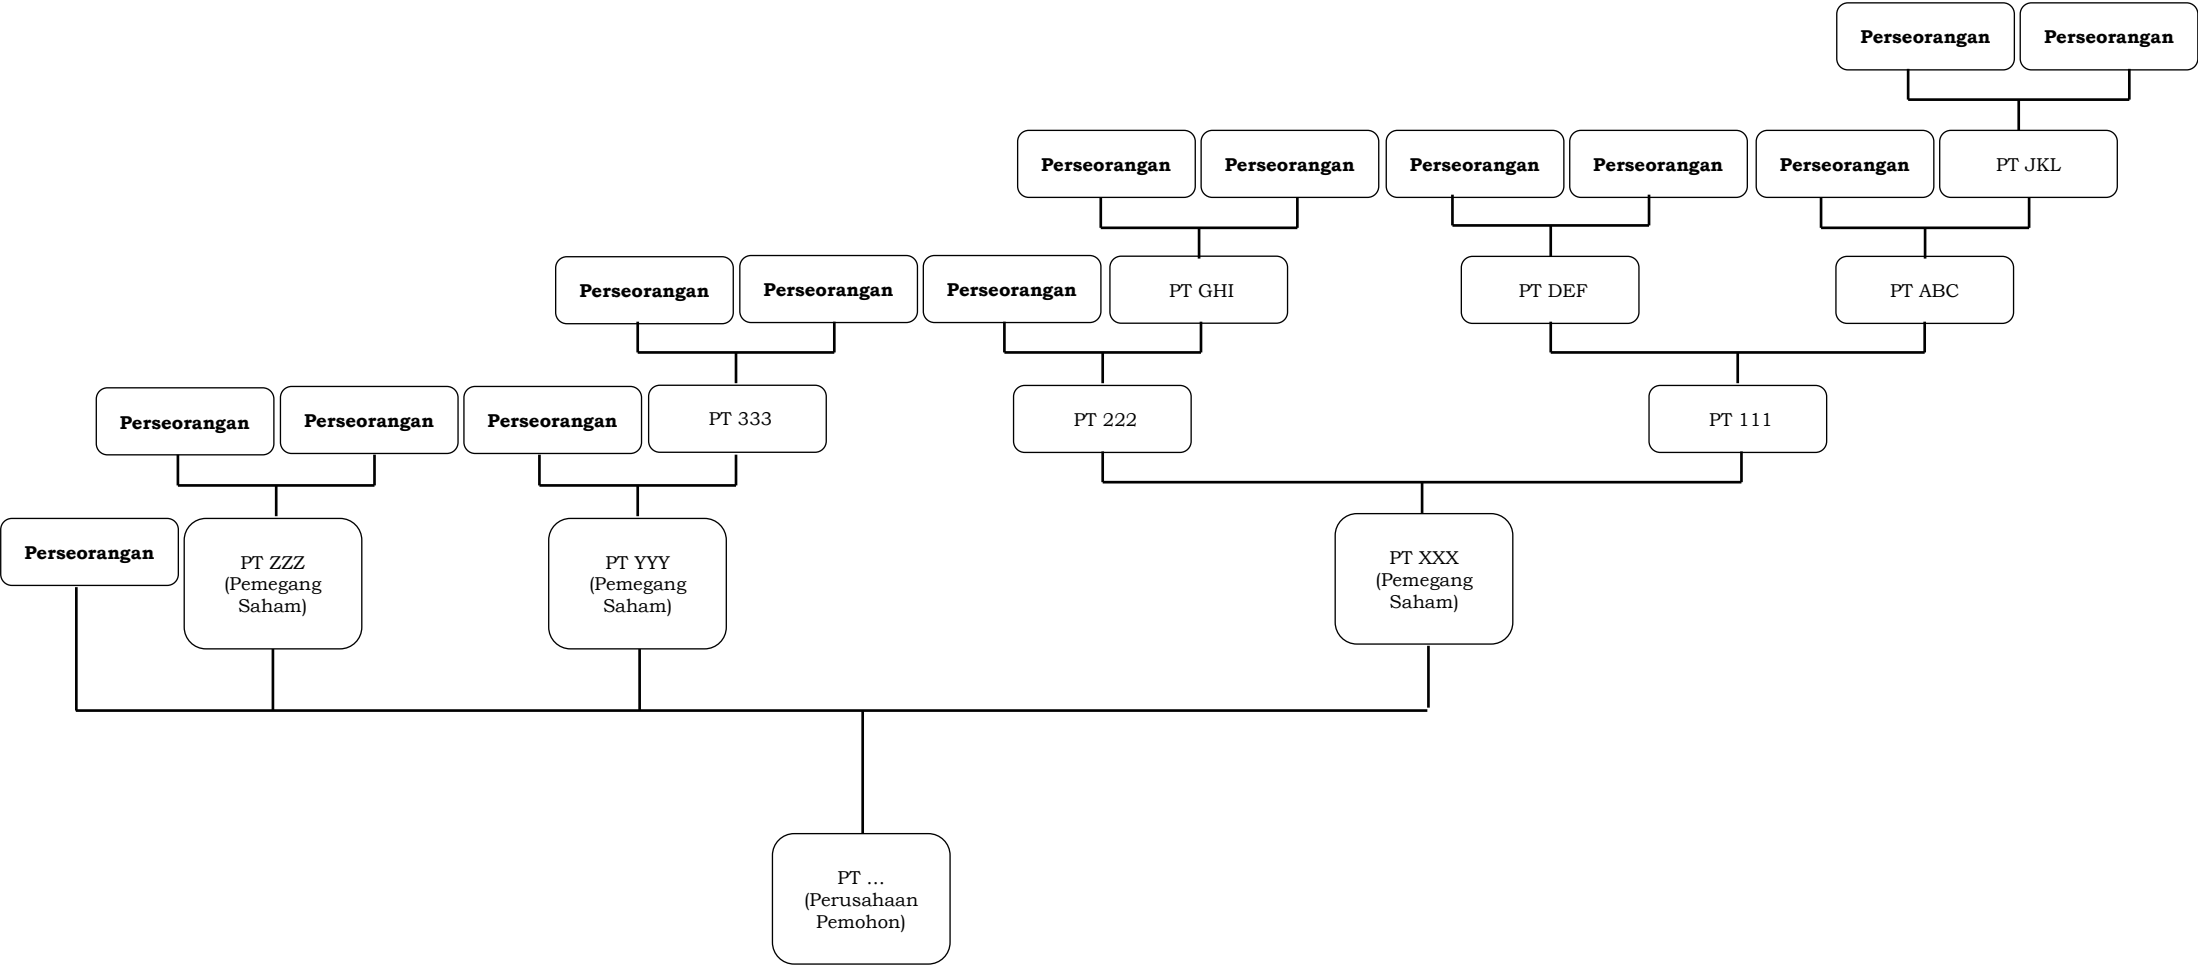 Perseorangan
Perseorangan
Perseorangan
Perseorangan
Perseorangan
Perseorangan
Perseorangan
PT JKL
Perseorangan
Perseorangan
Perseorangan
PT GHI
PT DEF
PT ABC
Perseorangan
Perseorangan
Perseorangan
PT 333
PT 222
PT 111
Perseorangan
PT ZZZ
(Pemegang
Saham)
PT YYY
(Pemegang
Saham)
PT XXX
(Pemegang
Saham)
PT ...
(Perusahaan
Pemohon)